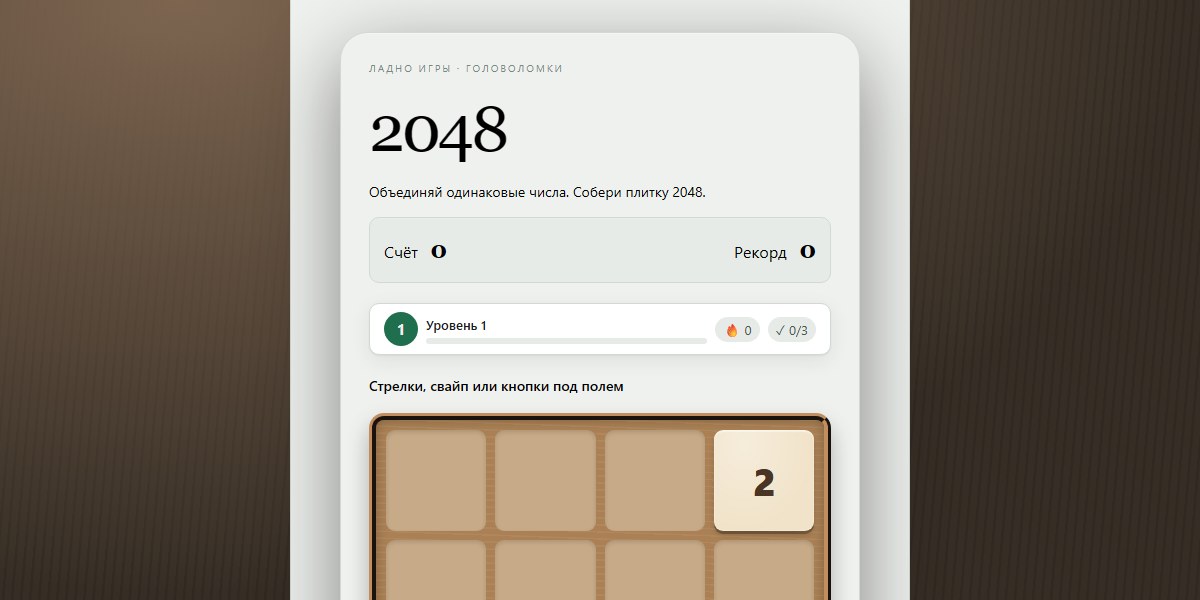 ЛАДНО ИГРЫ · ГОЛОВОЛОМКИ
2048
Объединяй одинаковые числа. Собери плитку 2048.
Счёт 0 Рекорд 0
1 Уровень 1 🔥 0 ✓ 0/3
Стрелки, свайп или кнопки под полем
2